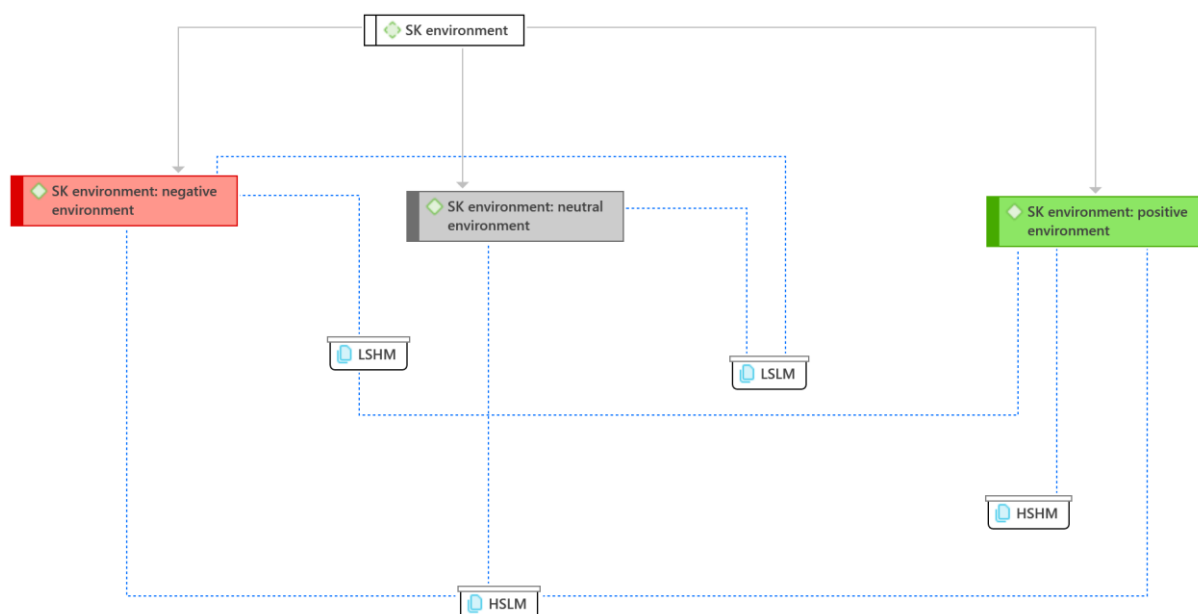 SK environment
SK environment: negative
environment
SK environment: neutral
environment
SK environment: positive
environment
LSHM
LSLM
HSHM
HSLM